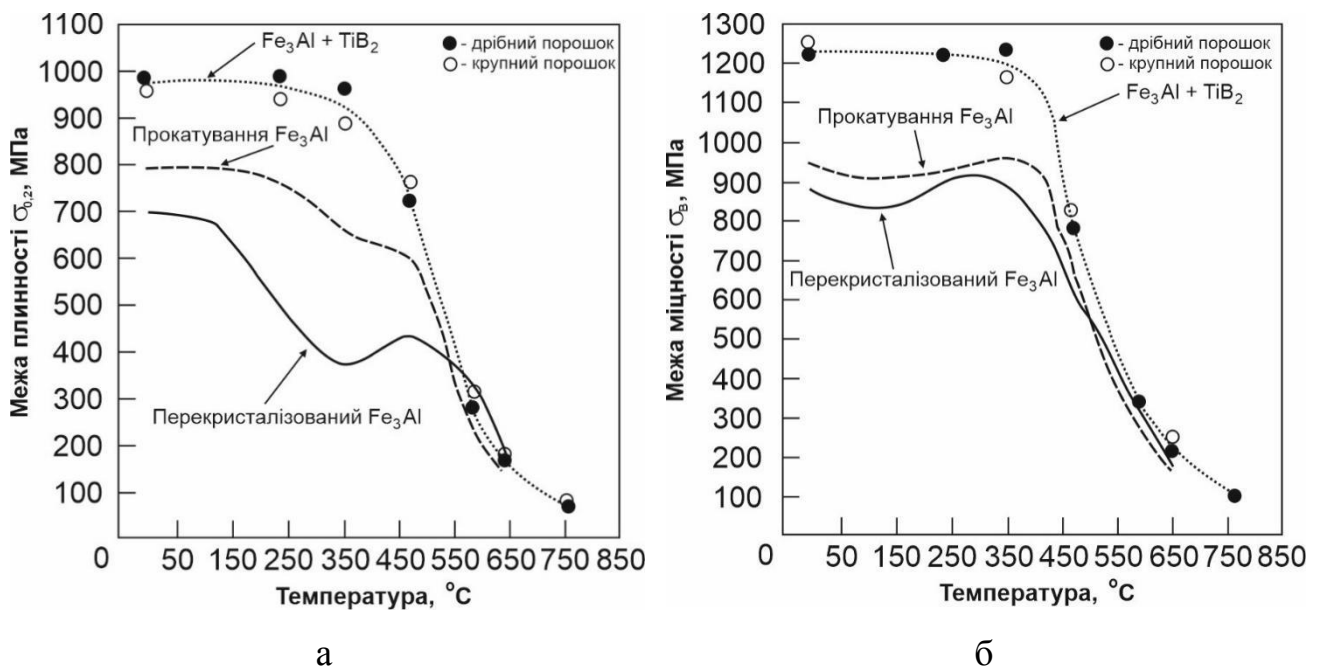 а
1100
1000
900
800
700
600
500
400
300
200
100
0
50 150 250 350 450 550 650 750 850
Температура, °C
Межа плинності σ0,2, МПа
Fe3Al + TiB2
● - дрібний порошок
○ - крупний порошок
Прокатування Fe3Al
Перекристалізований Fe3Al
б
1300
1200
1100
1000
900
800
700
600
500
400
300
200
100
0
50 150 250 350 450 550 650 750 850
Температура, °C
Межа міцності σВ, МПа
● - дрібний порошок
○ - крупний порошок
Fe3Al + TiB2
Прокатування Fe3Al
Перекристалізований Fe3Al